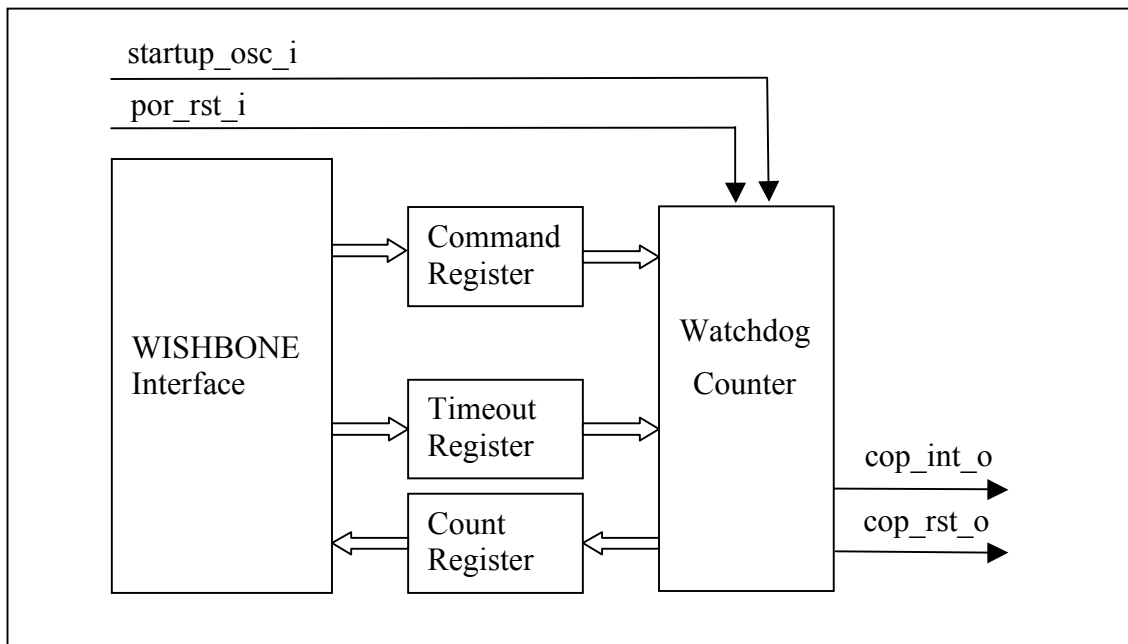 startup_osc_i
por_rst_i
WISHBONE
Interface
Command
Register
Timeout
Register
Count
Register
Watchdog
Counter
cop_int_o
cop_rst_o